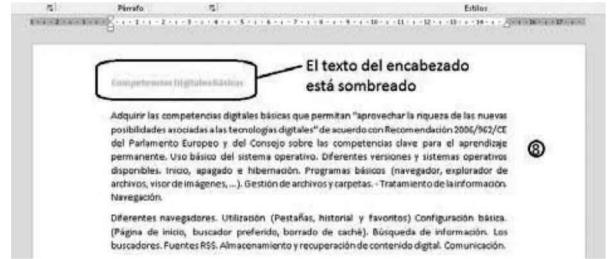 Párrafo Estilos
El texto del encabezado
está sombreado
Competencias Digitales Básicas
Adquirir las competencias digitales básicas que permitan "aprovechar la riqueza de las nuevas
posibilidades asociadas a las tecnologías digitales" de acuerdo con Recomendación 2006/962/CE
del Parlamento Europeo y del Consejo sobre las competencias clave para el aprendizaje
permanente. Uso básico del sistema operativo. Diferentes versiones y sistemas operativos
disponibles. Inicio, apagado e hibernación. Programas básicos (navegador, explorador de
archivos, visor de imágenes, ...). Gestión de archivos y carpetas. - Tratamiento de la información.
Navegación.
8
Diferentes navegadores. Utilización (Pestañas, historial y favoritos) Configuración básica.
(Página de inicio, buscador preferido, borrado de caché). Búsqueda de información. Los
buscadores. Fuentes RSS. Almacenamiento y recuperación de contenido digital. Comunicación.